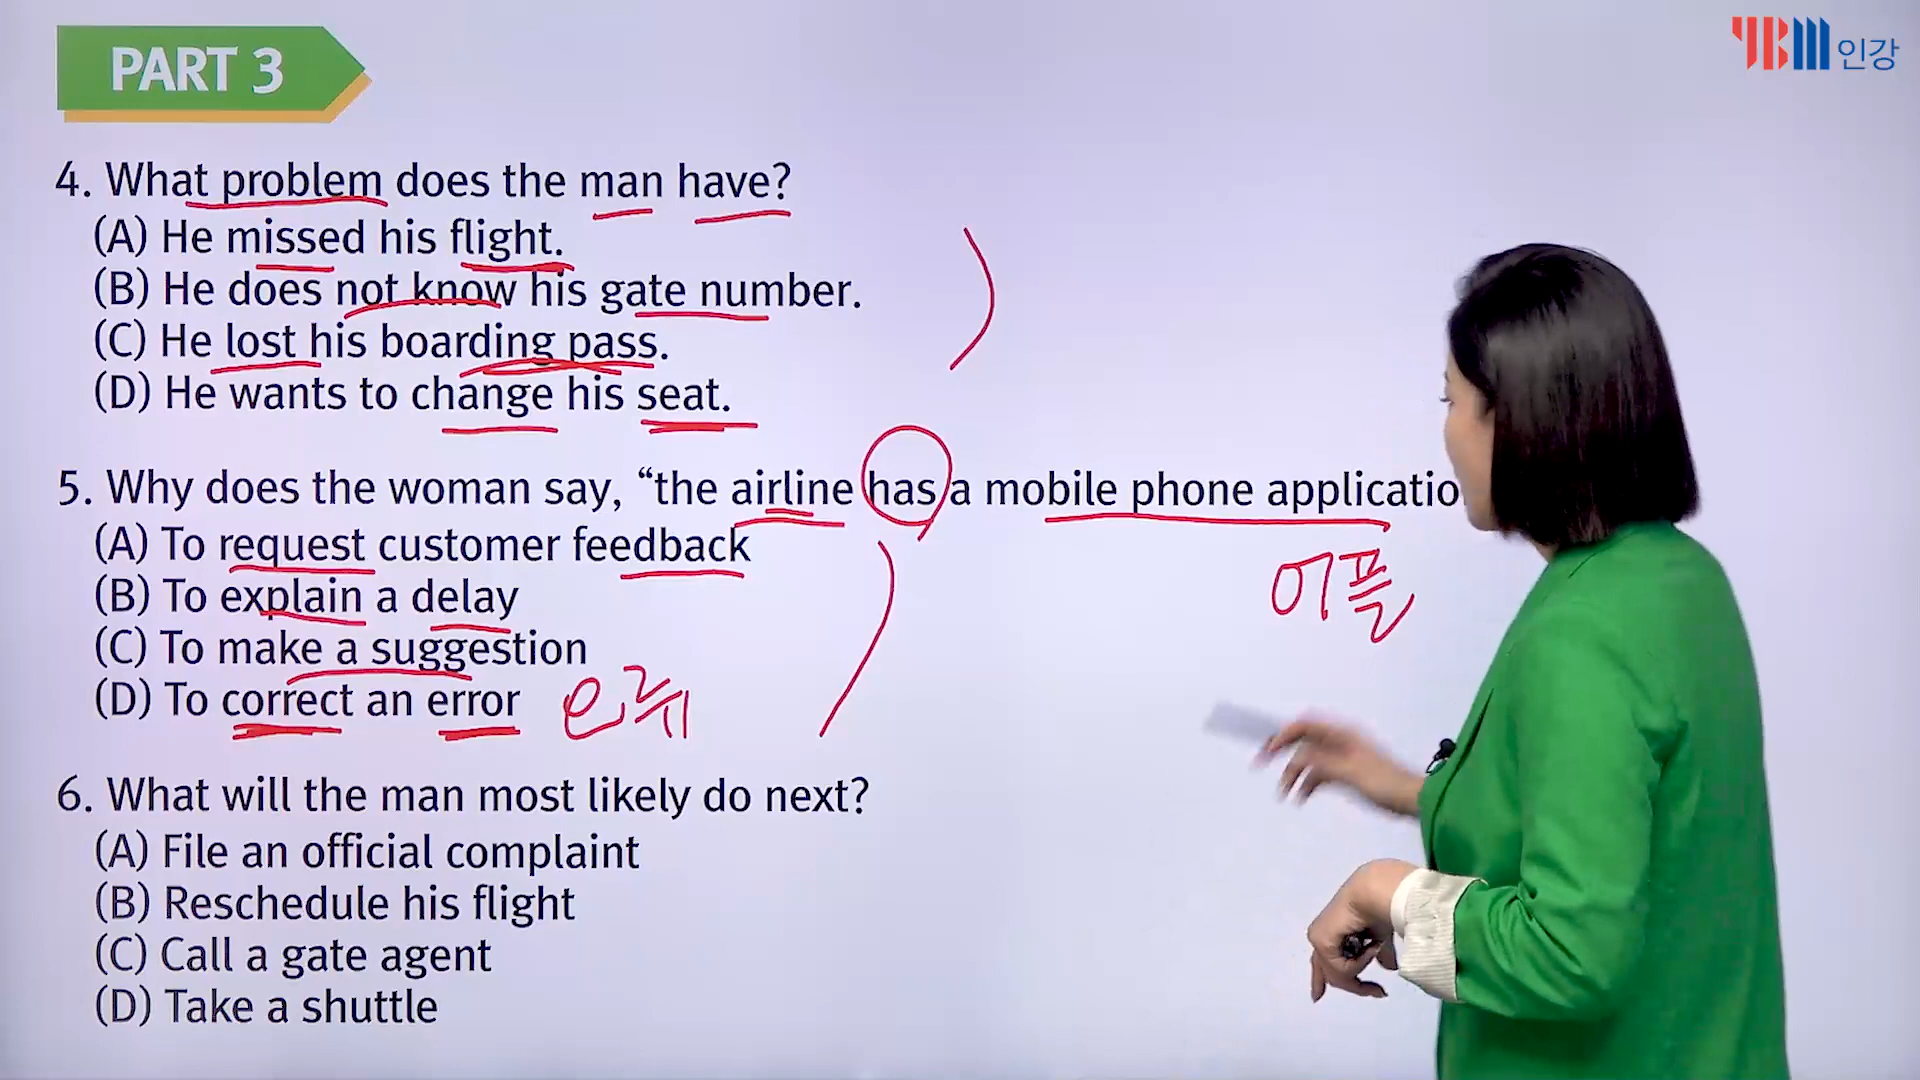 PART 3
YBM 인강
4. What problem does the man have?
(A) He missed his flight.
(B) He does not know his gate number.
(C) He lost his boarding pass.
(D) He wants to change his seat.
5. Why does the woman say, “the airline has a mobile phone applicatio
(A) To request customer feedback
어플
(B) To explain a delay
(C) To make a suggestion
(D) To correct an error 오류
6. What will the man most likely do next?
(A) File an official complaint
(B) Reschedule his flight
(C) Call a gate agent
(D) Take a shuttle